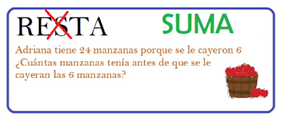 RESTA SUMA
Adriana tiene 24 manzanas porque se le cayeron 6
¿Cuántas manzanas tenía antes de que se le
cayeran las 6 manzanas?